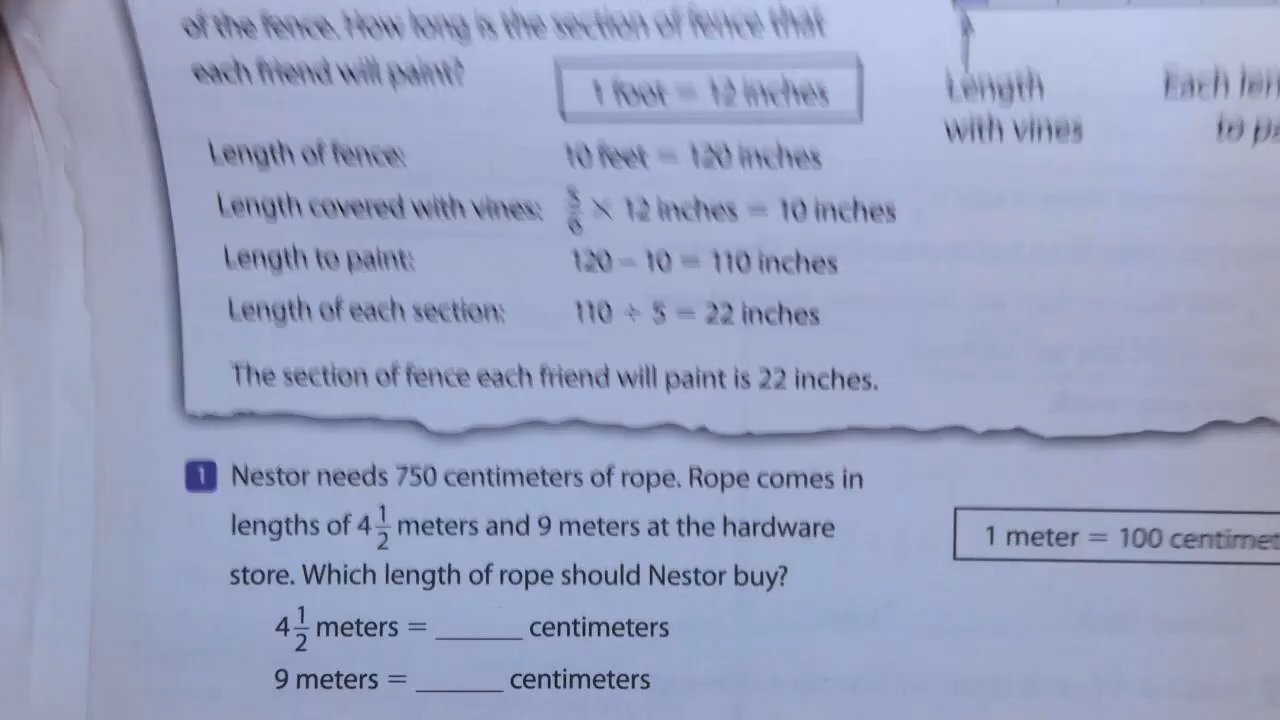 of the fence. How long is the section of fence that
each friend will paint?
1 foot = 12 inches
Length
with vines
Each
to
Length of fence: 10 feet = 120 inches
Length covered with vines: 5/6 × 12 inches = 10 inches
Length to paint: 120 − 10 = 110 inches
Length of each section: 110 ÷ 5 = 22 inches
The section of fence each friend will paint is 22 inches.
1 Nestor needs 750 centimeters of rope. Rope comes in
lengths of 4 1/2 meters and 9 meters at the hardware
store. Which length of rope should Nestor buy?
1 meter = 100 centimet
4 1/2 meters = ______ centimeters
9 meters = ______ centimeters